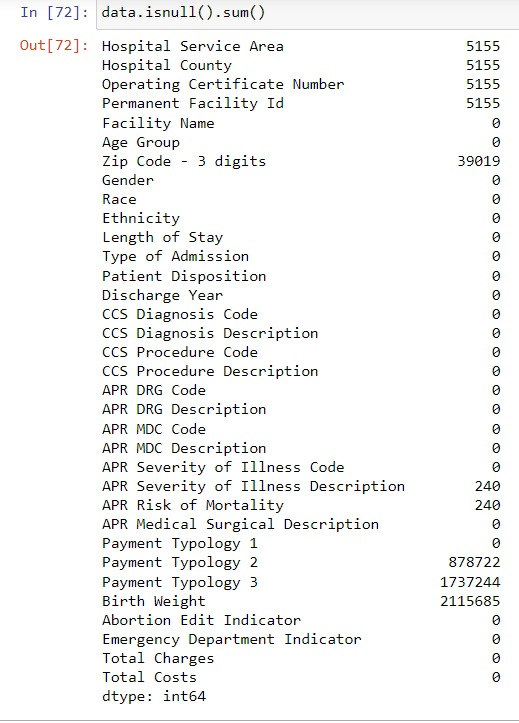 In [72]: data.isnull().sum()
Out[72]: Hospital Service Area 5155
Hospital County 5155
Operating Certificate Number 5155
Permanent Facility Id 5155
Facility Name 0
Age Group 0
Zip Code - 3 digits 39019
Gender 0
Race 0
Ethnicity 0
Length of Stay 0
Type of Admission 0
Patient Disposition 0
Discharge Year 0
CCS Diagnosis Code 0
CCS Diagnosis Description 0
CCS Procedure Code 0
CCS Procedure Description 0
APR DRG Code 0
APR DRG Description 0
APR MDC Code 0
APR MDC Description 0
APR Severity of Illness Code 0
APR Severity of Illness Description 240
APR Risk of Mortality 240
APR Medical Surgical Description 0
Payment Typology 1 0
Payment Typology 2 878722
Payment Typology 3 1737244
Birth Weight 2115685
Abortion Edit Indicator 0
Emergency Department Indicator 0
Total Charges 0
Total Costs 0
dtype: int64